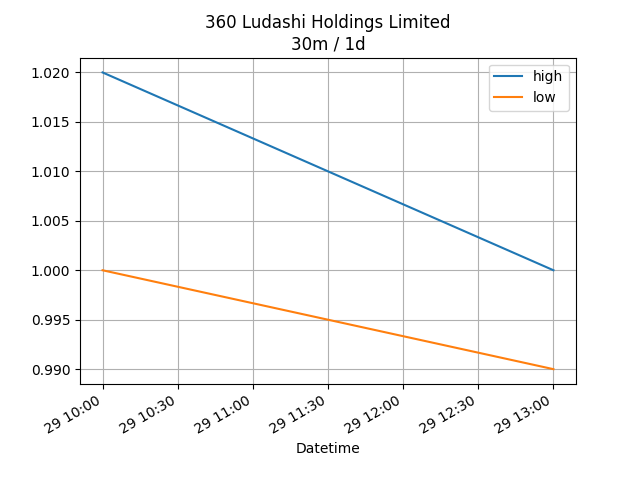 360 Ludashi Holdings Limited
30m / 1d
high
low
1.020
1.015
1.010
1.005
1.000
0.995
0.990
29 10:00
29 10:30
29 11:00
29 11:30
29 12:00
29 12:30
29 13:00
Datetime